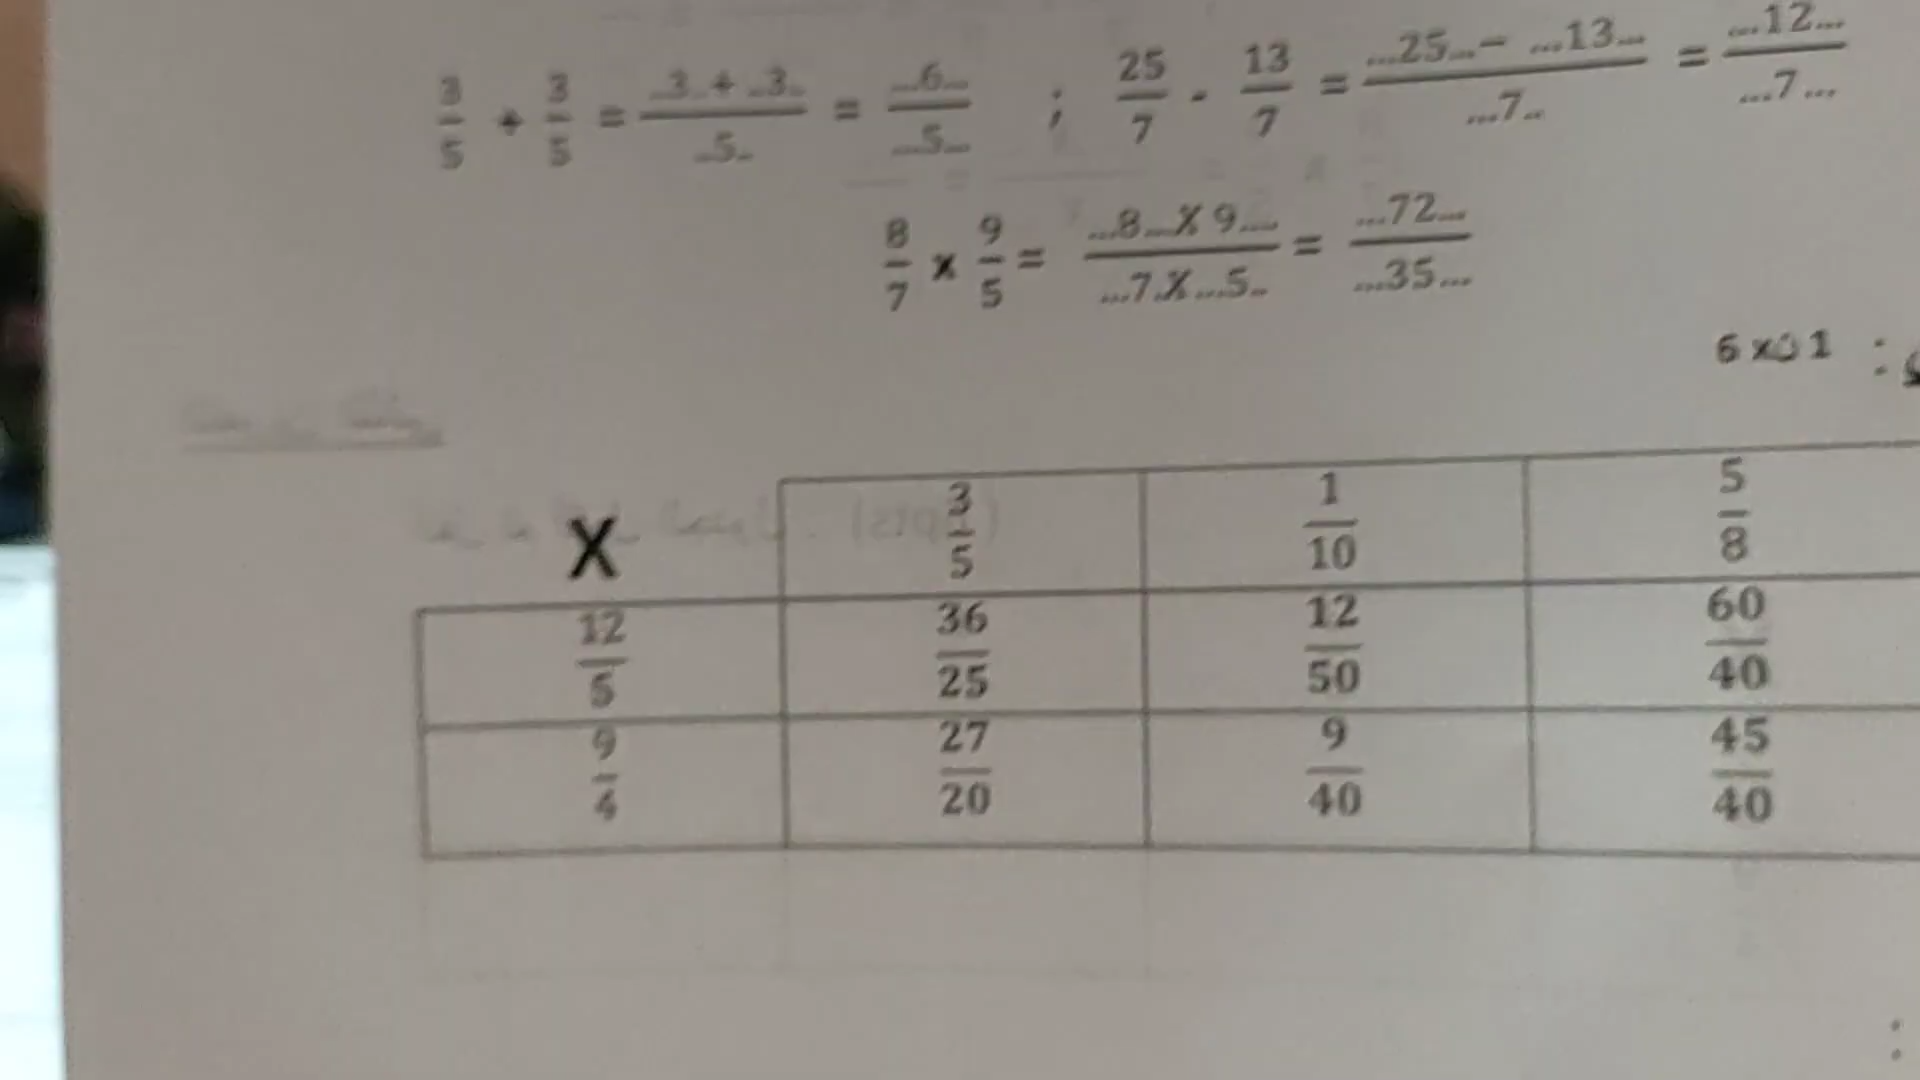 3/5 + 3/5 = ..3..+ ..3../..5.. = ...6.../...5... ; 25/7 - 13/7 = ...25...- ...13.../...7.. = ...12.../...7...
8/7 x 9/5 = ...8...X 9..../...7.X ....5.. = ...72.../...35...
6 x 1 :
X 3/5 1/10 5/8
12/5 36/25 12/50 60/40
9/4 27/20 9/40 45/40